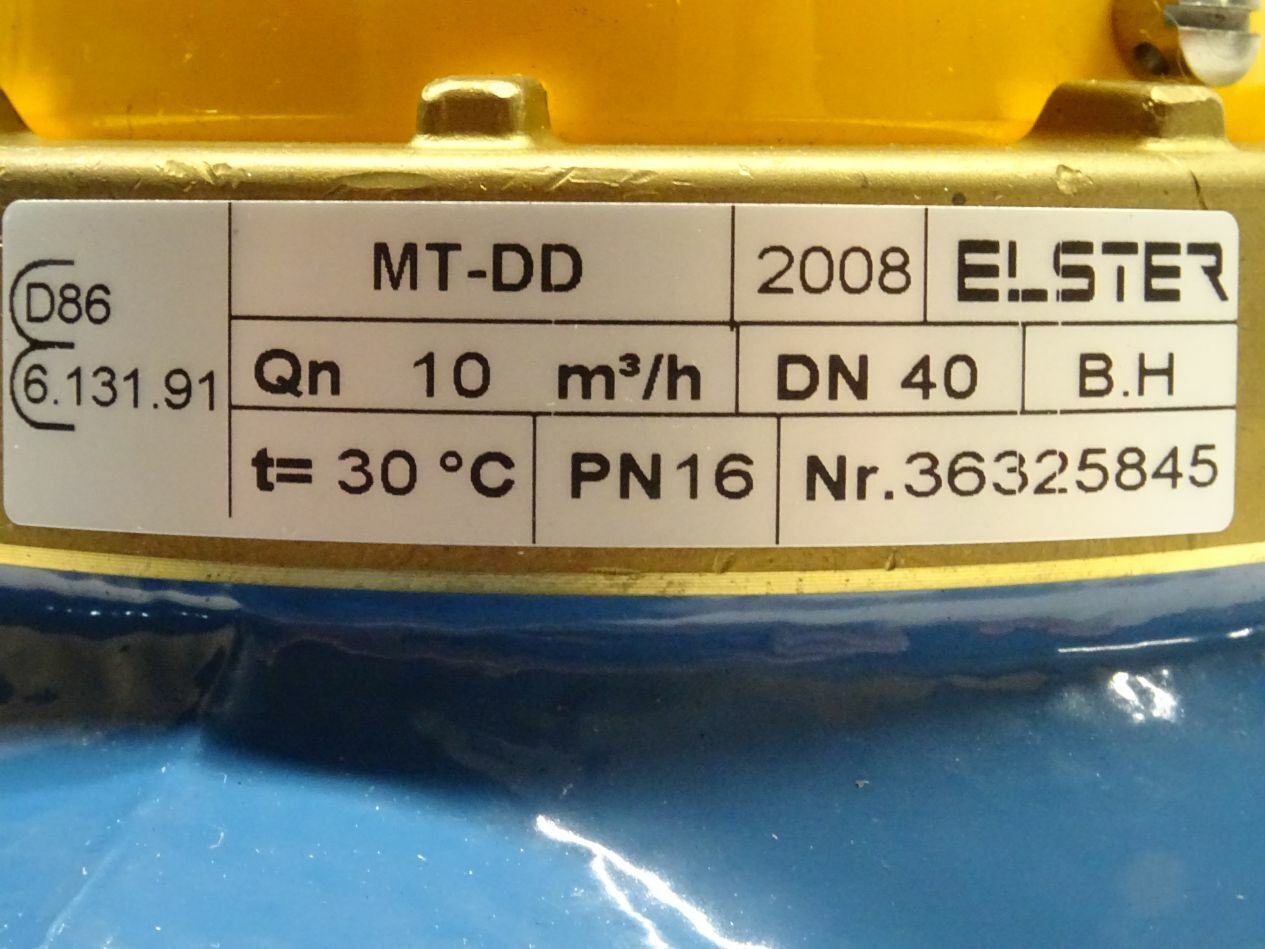 D86
6.131.91
MT-DD 2008 ELSTER
Qn 10 m³/h DN 40 B.H
t= 30 °C PN16 Nr.36325845